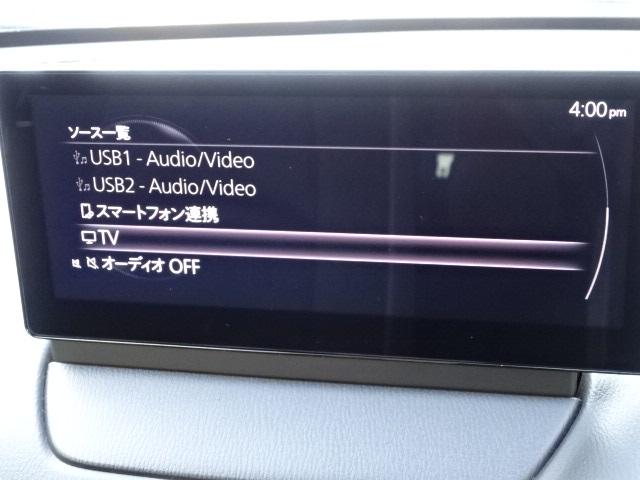 4:00pm
ソース一覧
USB1 - Audio/Video
USB2 - Audio/Video
スマートフォン連携
TV
オーディオ OFF